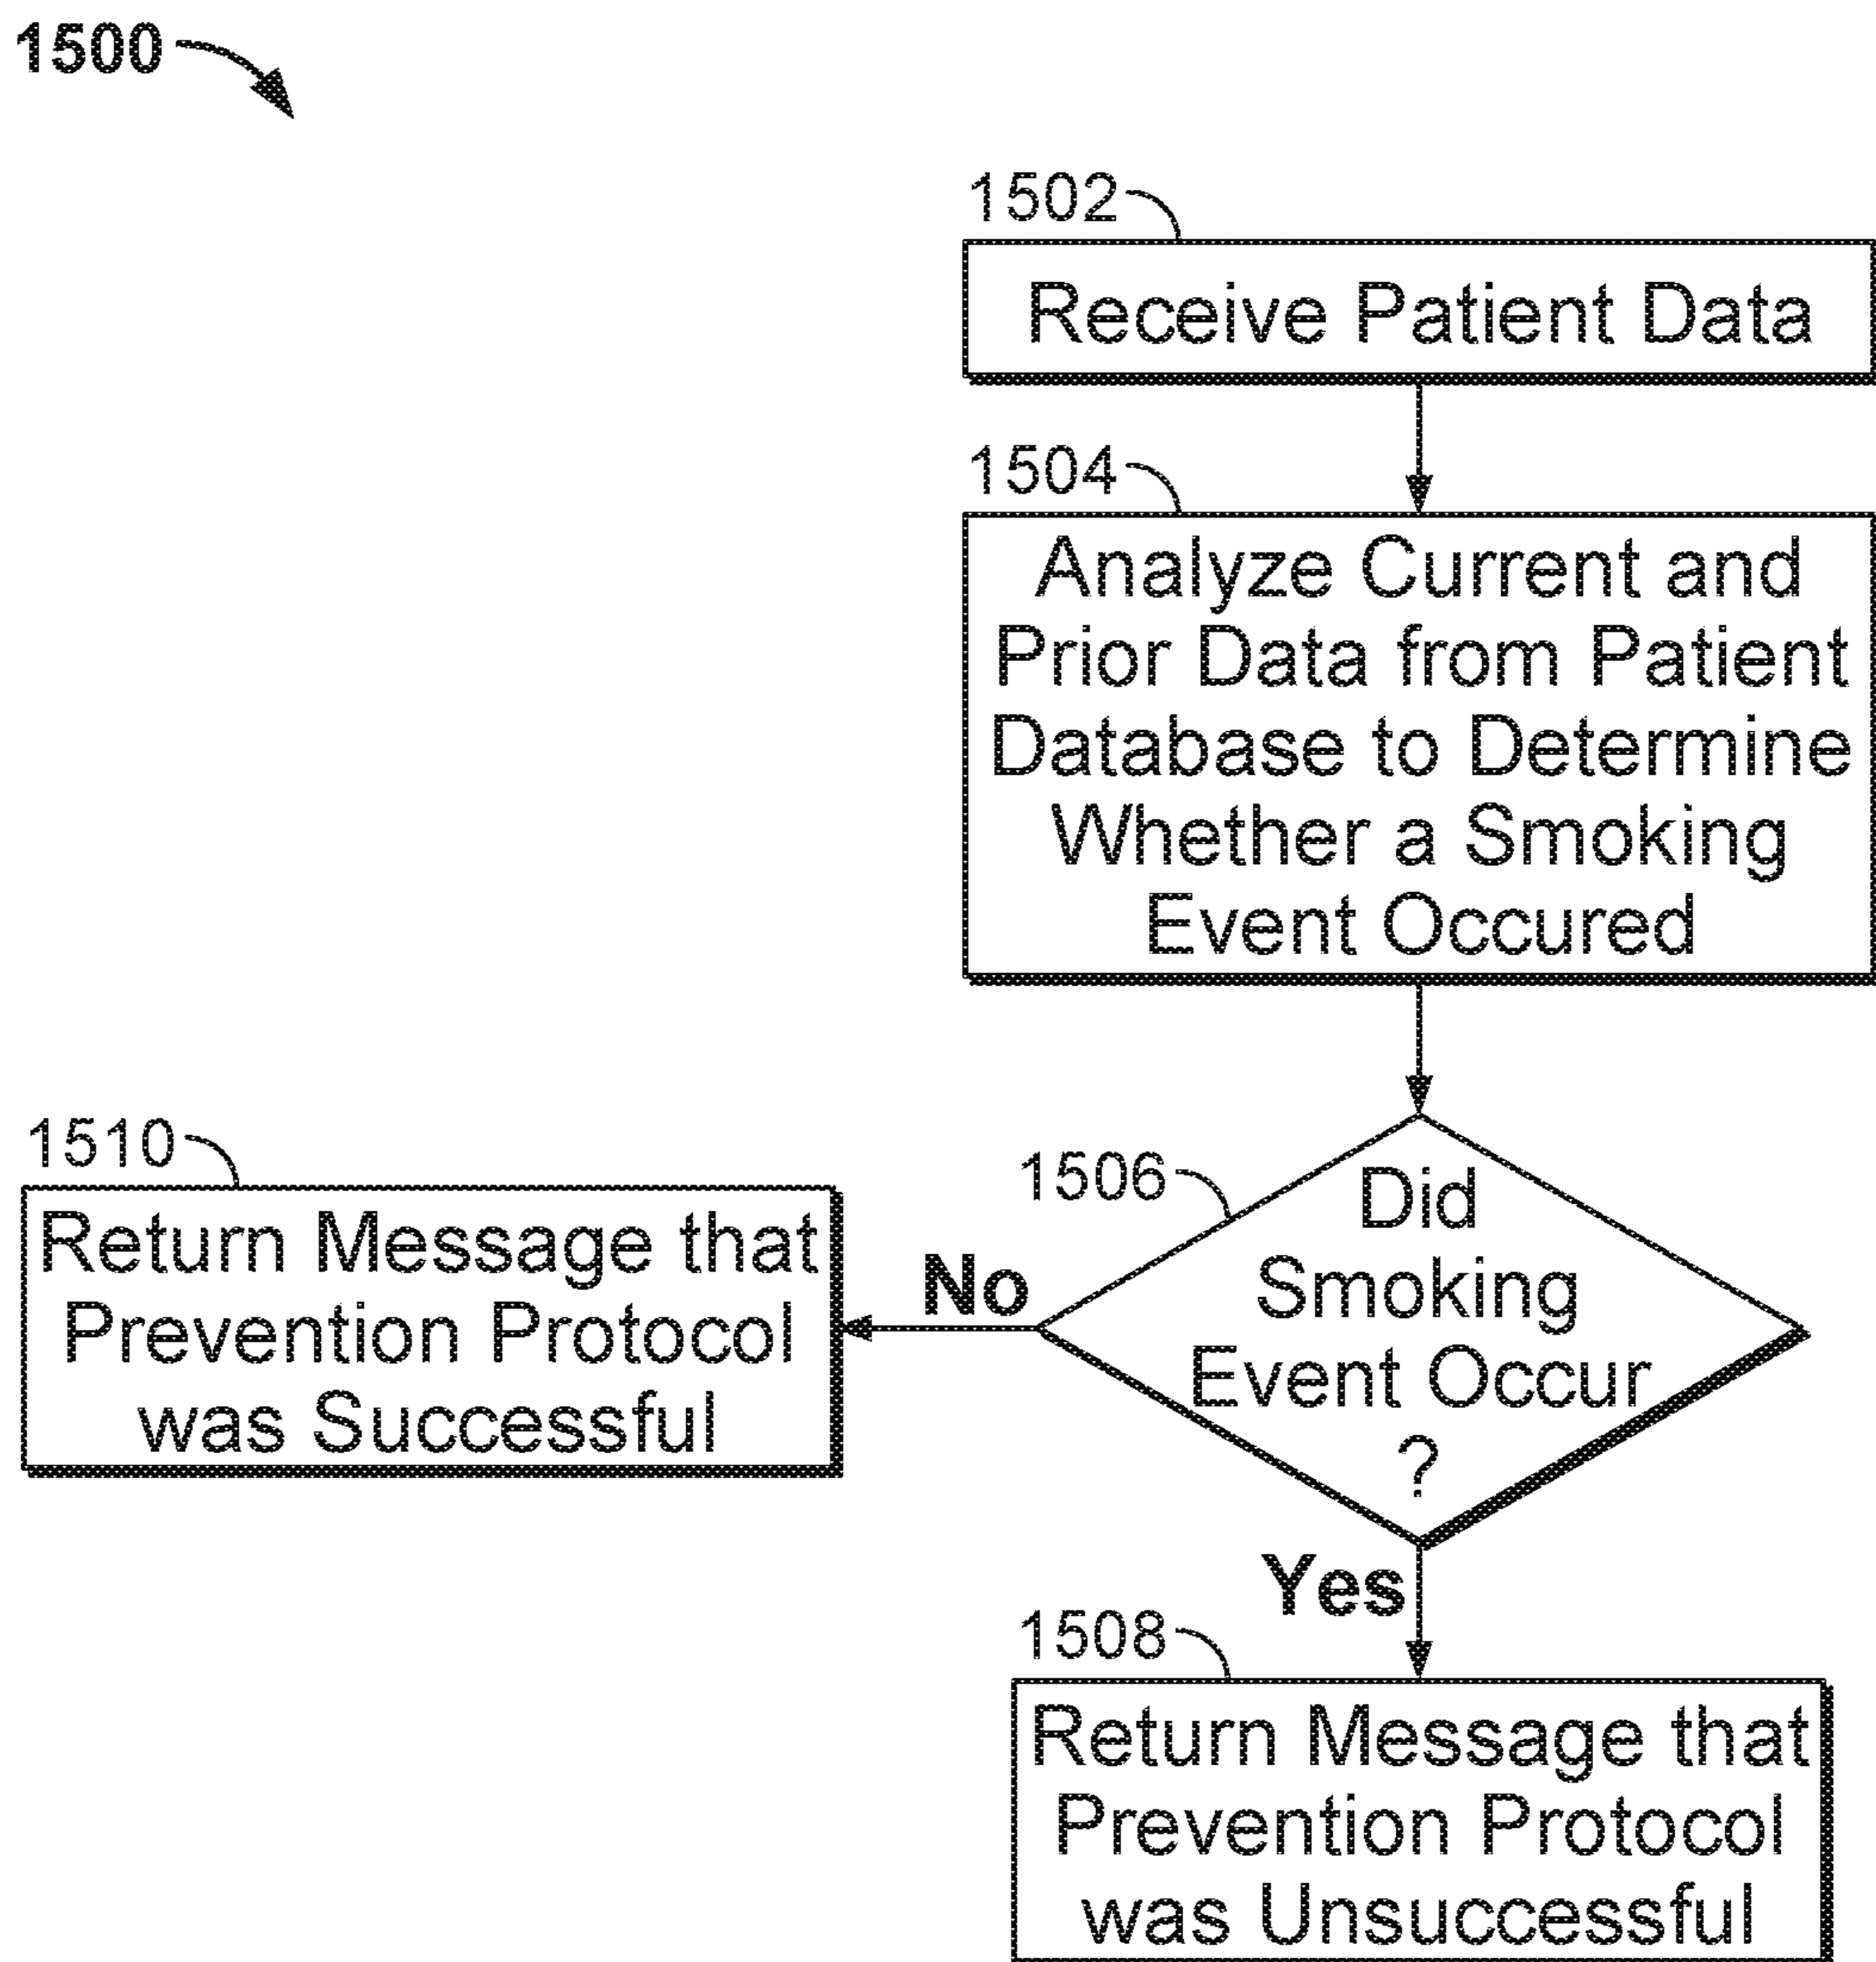 1500
1502
Receive Patient Data
1504
Analyze Current and
Prior Data from Patient
Database to Determine
Whether a Smoking
Event Occured
1506
Did
Smoking
Event Occur
?
No
1510
Return Message that
Prevention Protocol
was Successful
Yes
1508
Return Message that
Prevention Protocol
was Unsuccessful